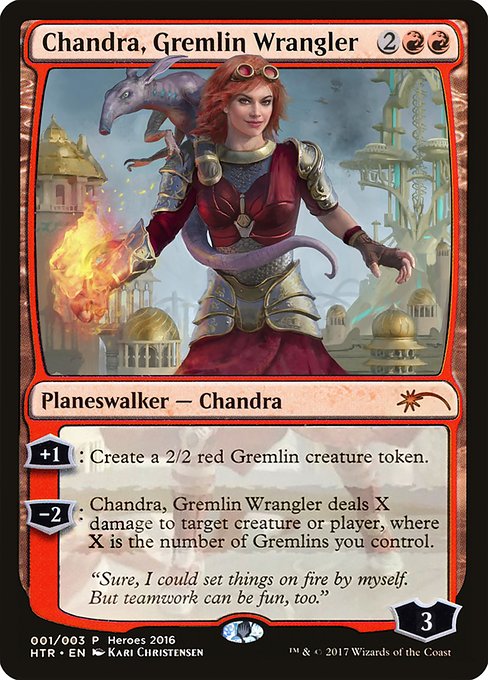 Chandra, Gremlin Wrangler 2
Planeswalker — Chandra
+1 : Create a 2/2 red Gremlin creature token.
−2 : Chandra, Gremlin Wrangler deals X
damage to target creature or player, where
X is the number of Gremlins you control.
“Sure, I could set things on fire by myself.
But teamwork can be fun, too.”
3
001/003 P Heroes 2016
HTR • EN Kari Christensen
™ & © 2017 Wizards of the Coast